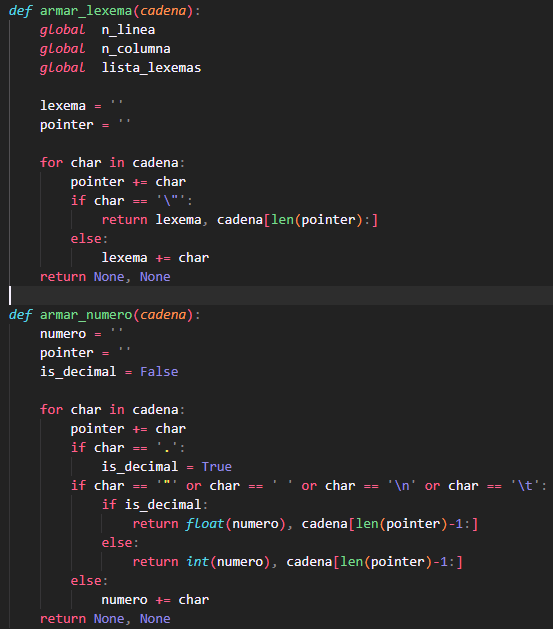 def armar_lexema(cadena):
    global  n_linea
    global  n_columna
    global  lista_lexemas

    lexema = ''
    pointer = ''

    for char in cadena:
        pointer += char
        if char == '\"':
            return lexema, cadena[len(pointer):]
        else:
            lexema += char
    return None, None

def armar_numero(cadena):
    numero = ''
    pointer = ''
    is_decimal = False

    for char in cadena:
        pointer += char
        if char == '.':
            is_decimal = True
        if char == '"' or char == ' ' or char == '\n' or char == '\t':
            if is_decimal:
                return float(numero), cadena[len(pointer)-1:]
            else:
                return int(numero), cadena[len(pointer)-1:]
        else:
            numero += char
    return None, None